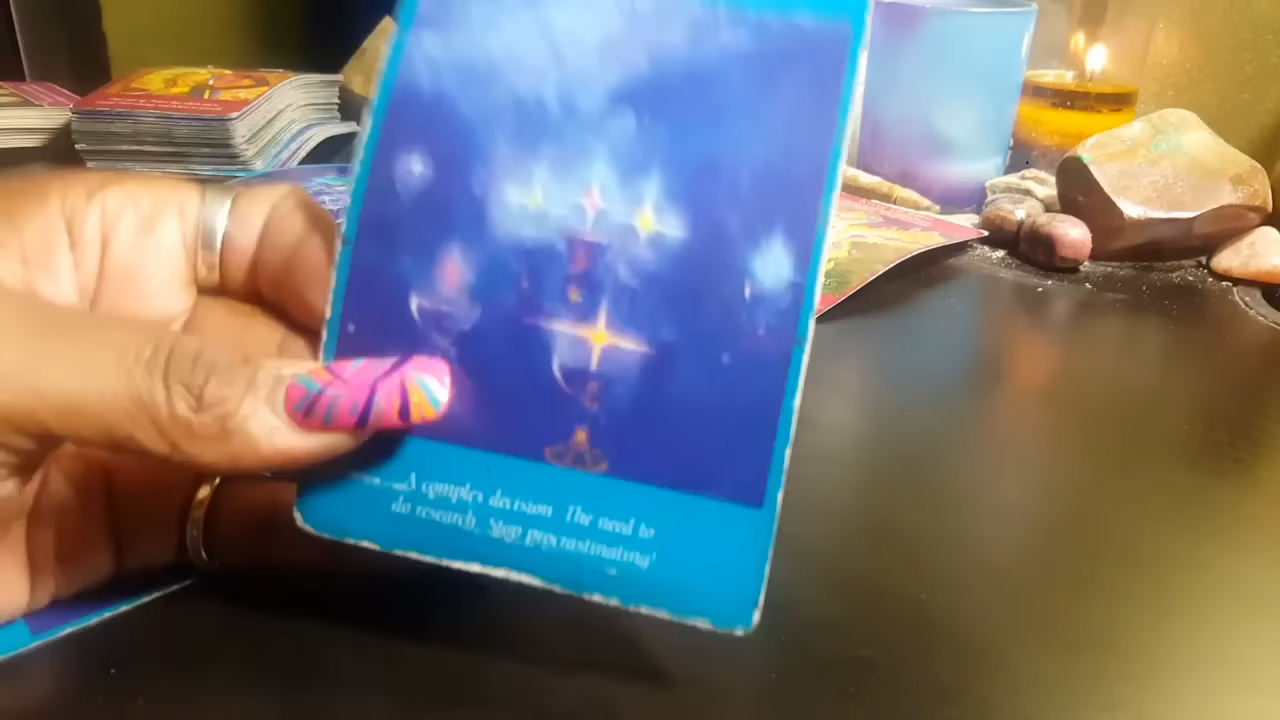 A complex decision The need to
do research. Stop procrastinating!